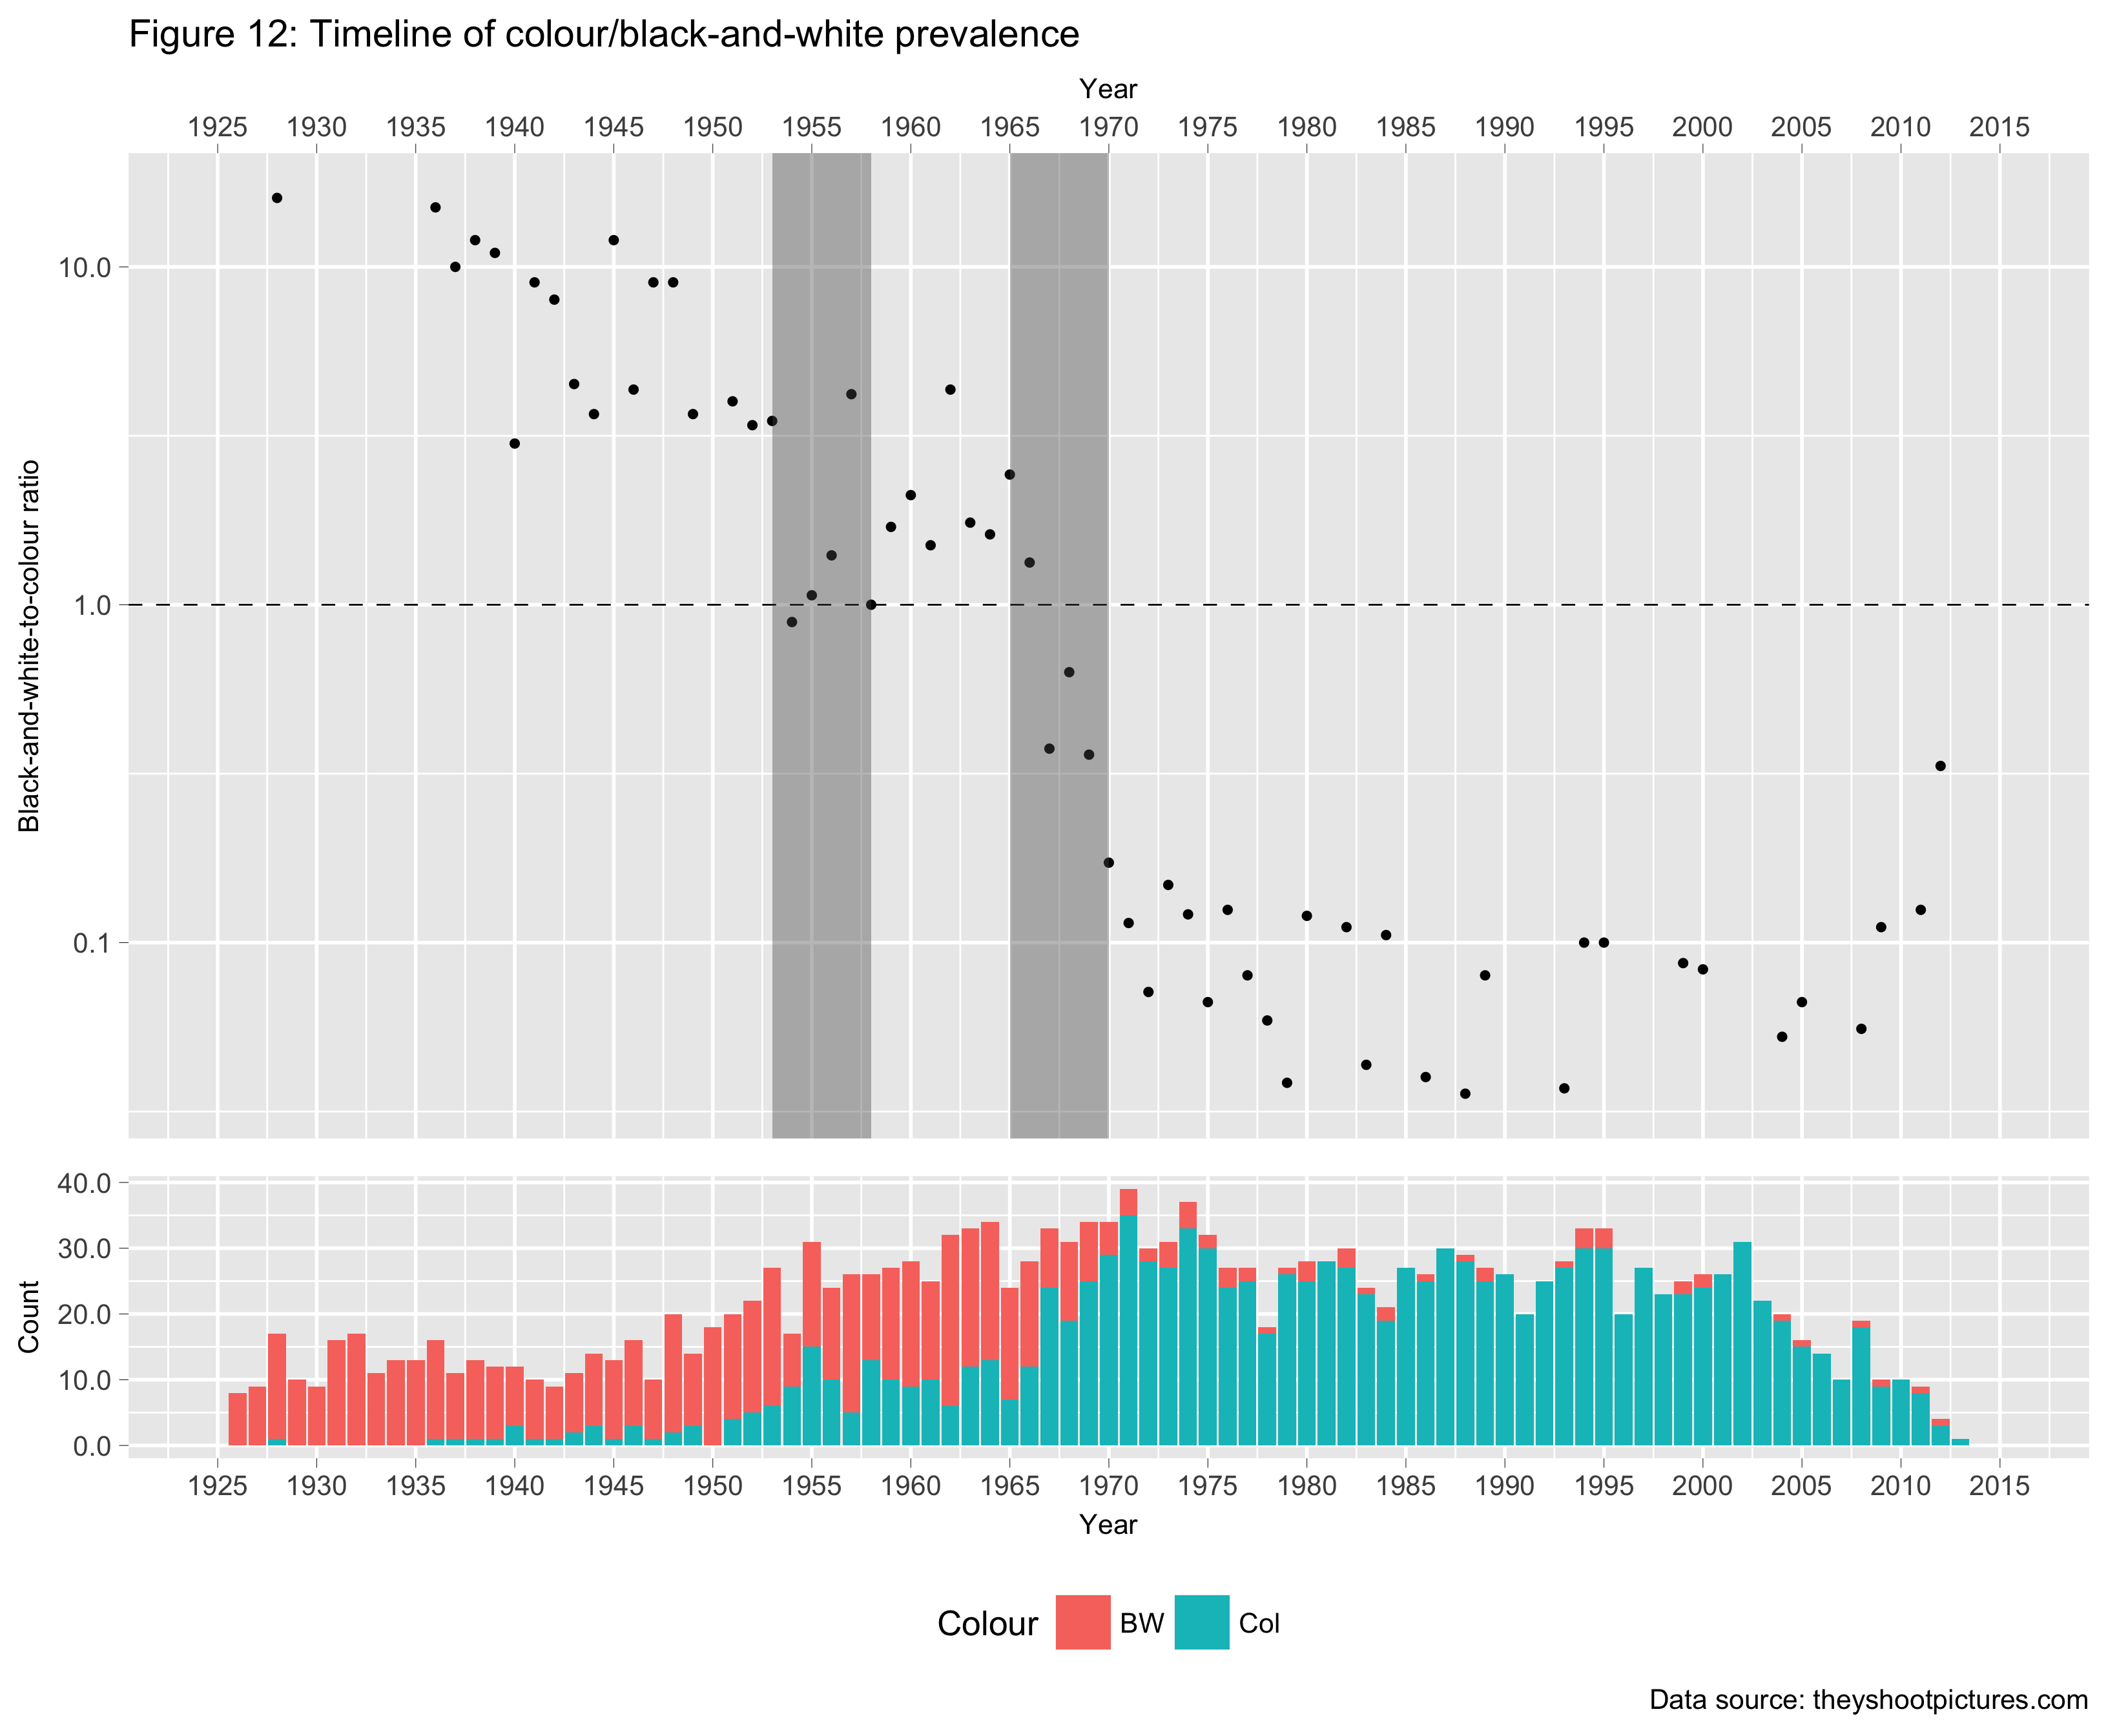 Figure 12: Timeline of colour/black-and-white prevalence
Year
1925 1930 1935 1940 1945 1950 1955 1960 1965 1970 1975 1980 1985 1990 1995 2000 2005 2010 2015
Black-and-white-to-colour ratio
10.0
1.0
0.1
Count
40.0
30.0
20.0
10.0
0.0
1925 1930 1935 1940 1945 1950 1955 1960 1965 1970 1975 1980 1985 1990 1995 2000 2005 2010 2015
Year
Colour BW Col
Data source: theyshootpictures.com